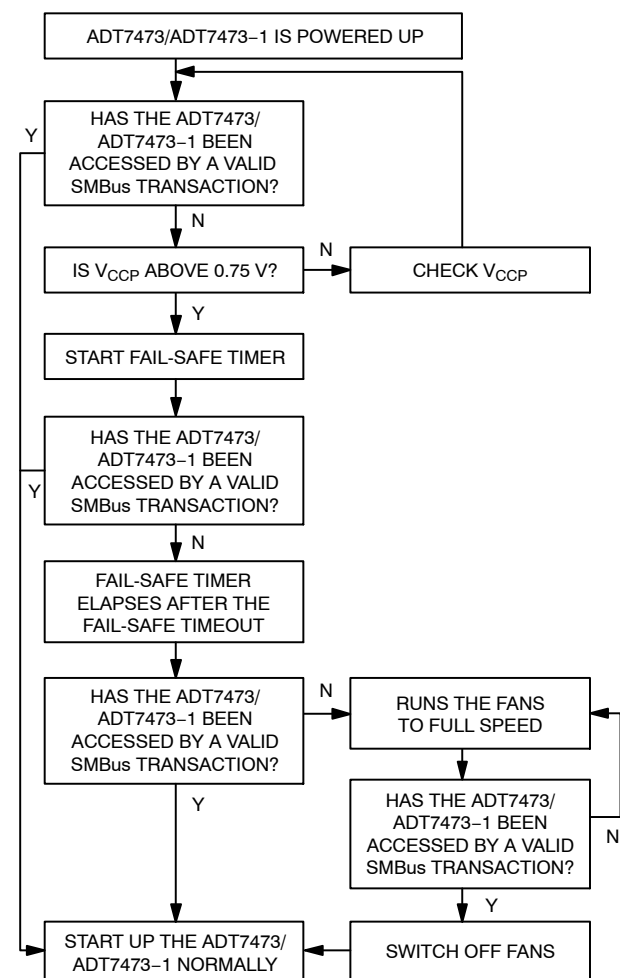 ADT7473/ADT7473−1 IS POWERED UP
HAS THE ADT7473/
ADT7473−1 BEEN
ACCESSED BY A VALID
SMBus TRANSACTION?
Y
N
IS VCCP ABOVE 0.75 V?
N
CHECK VCCP
Y
START FAIL-SAFE TIMER
HAS THE ADT7473/
ADT7473−1 BEEN
ACCESSED BY A VALID
SMBus TRANSACTION?
Y
N
FAIL-SAFE TIMER
ELAPSES AFTER THE
FAIL-SAFE TIMEOUT
HAS THE ADT7473/
ADT7473−1 BEEN
ACCESSED BY A VALID
SMBus TRANSACTION?
N
RUNS THE FANS
TO FULL SPEED
Y
HAS THE ADT7473/
ADT7473−1 BEEN
ACCESSED BY A VALID
SMBus TRANSACTION?
N
Y
START UP THE ADT7473/
ADT7473−1 NORMALLY
SWITCH OFF FANS